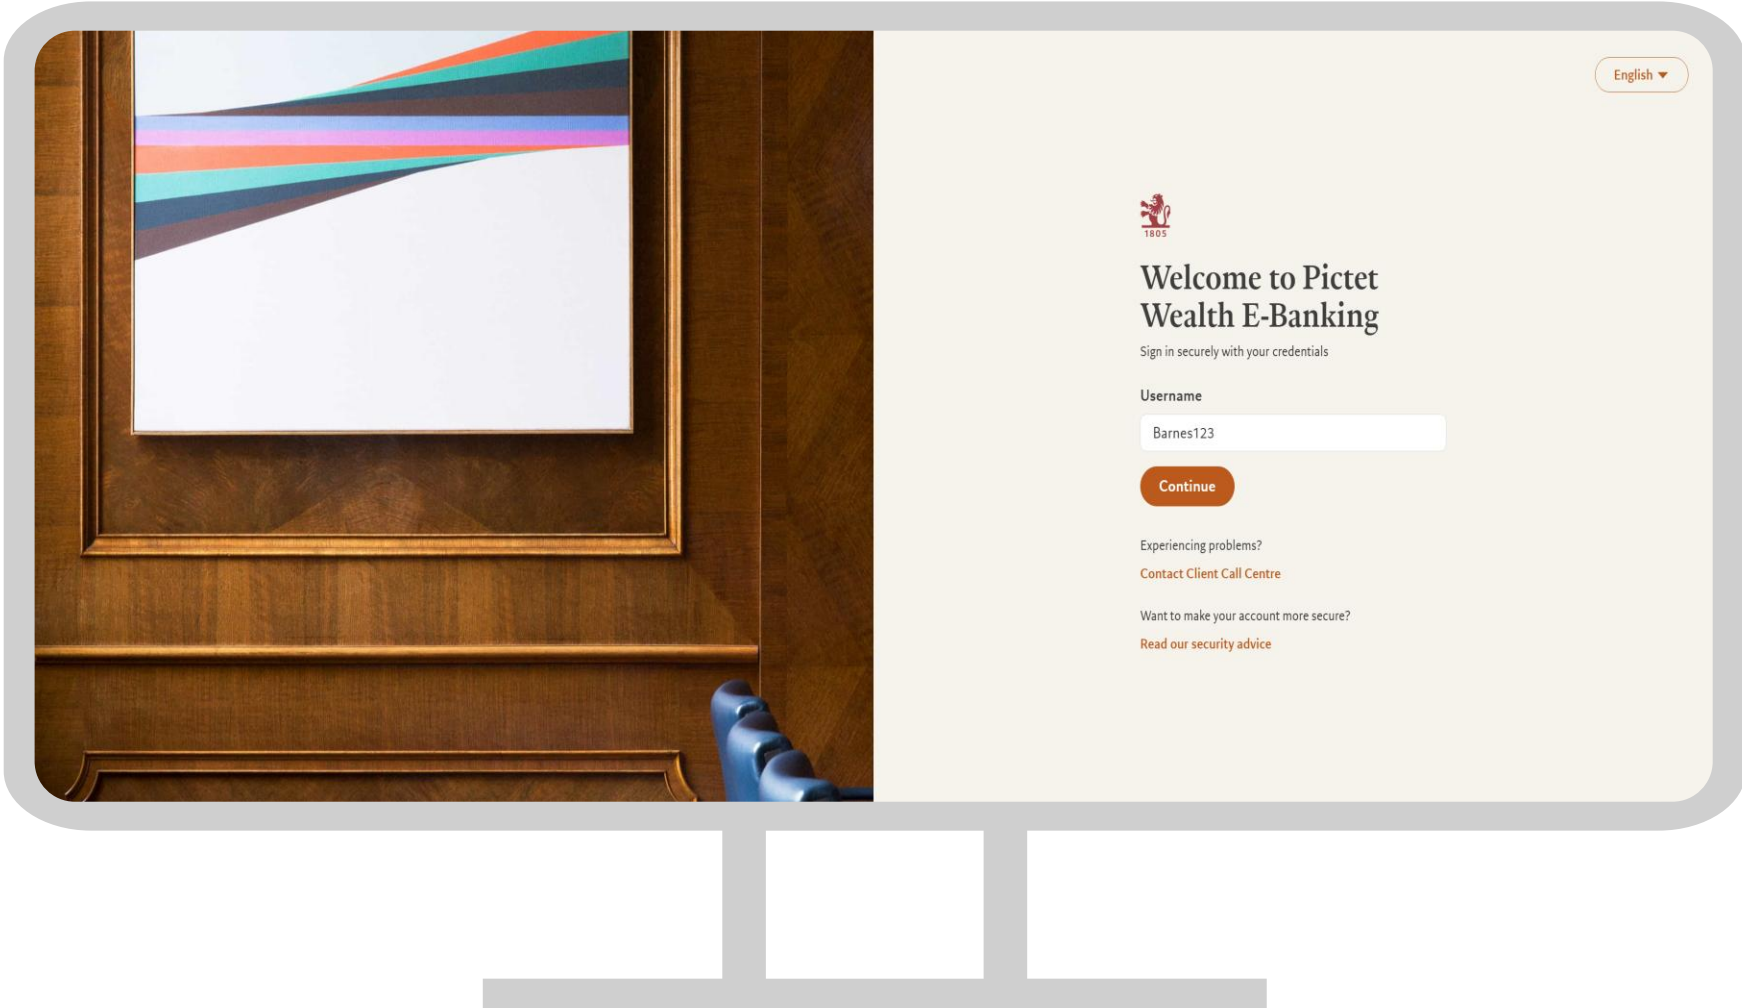 English
1805
Welcome to Pictet
Wealth E-Banking
Sign in securely with your credentials
Username
Barnes123
Continue
Experiencing problems?
Contact Client Call Centre
Want to make your account more secure?
Read our security advice